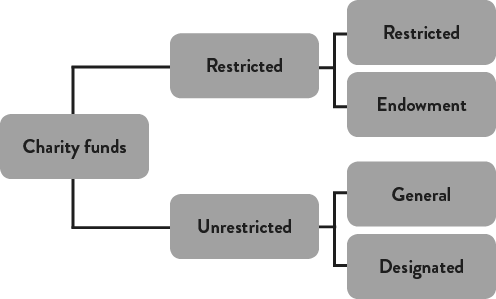 Charity funds
Restricted
Restricted
Endowment
Unrestricted
General
Designated